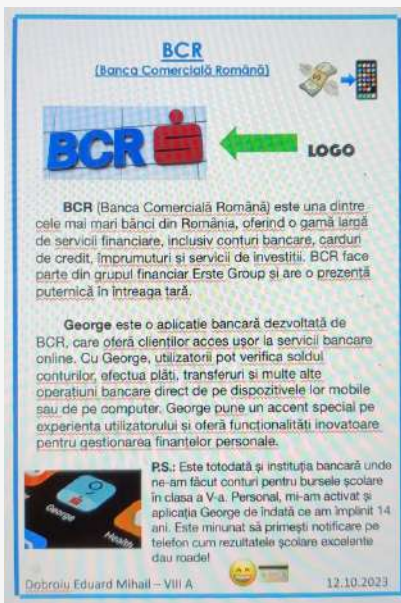 BCR
(Banca Comercială Română)
BCR
LOGO
BCR (Banca Comercială Română) este una dintre
cele mai mari bănci din România, oferind o gamă largă
de servicii financiare, inclusiv conturi bancare, carduri
de credit, împrumuturi și servicii de investiții. BCR face
parte din grupul financiar Erste Group și are o prezență
puternică în întreaga țară.
George este o aplicație bancară dezvoltată de
BCR, care oferă clienților acces ușor la servicii bancare
online. Cu George, utilizatorii pot verifica soldul
conturilor, efectua plăți, transferuri și multe alte
operațiuni bancare direct de pe dispozitivele lor mobile
sau de pe computer. George pune un accent special pe
experiența utilizatorului și oferă funcționalități inovatoare
pentru gestionarea finanțelor personale.
P.S.: Este totodată și instituția bancară unde
ne-am făcut conturi pentru bursele școlare
în clasa a V-a. Personal, mi-am activat și
aplicația George de îndată ce am împlinit 14
ani. Este minunat să primești notificare pe
telefon cum rezultatele școlare excelente
dau roade!
George
Health
Dobroiu Eduard Mihail – VIII A
12.10.2023